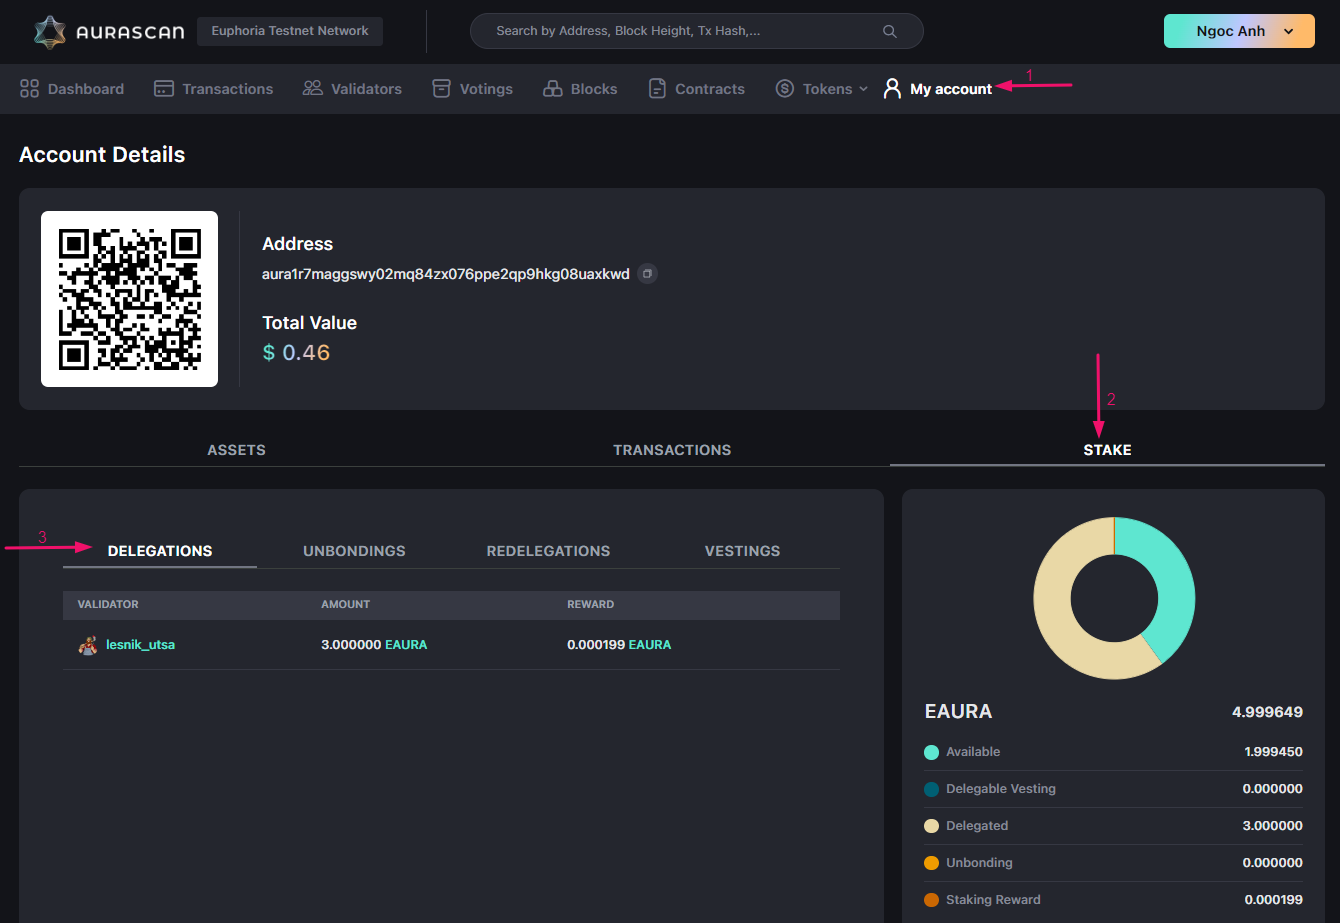 AURASCAN
Euphoria Testnet Network
Search by Address, Block Height, Tx Hash,...
Ngoc Anh
Dashboard
Transactions
Validators
Votings
Blocks
Contracts
Tokens
My account
1
Account Details
Address
aura1r7maggswy02mq84zx076ppe2qp9hkg08uaxkwd
Total Value
$ 0.46
2
ASSETS
TRANSACTIONS
STAKE
3
DELEGATIONS
UNBONDINGS
REDELEGATIONS
VESTINGS
VALIDATOR AMOUNT REWARD
lesnik_utsa 3.000000 EAURA 0.000199 EAURA
EAURA 4.999649
Available 1.999450
Delegable Vesting 0.000000
Delegated 3.000000
Unbonding 0.000000
Staking Reward 0.000199